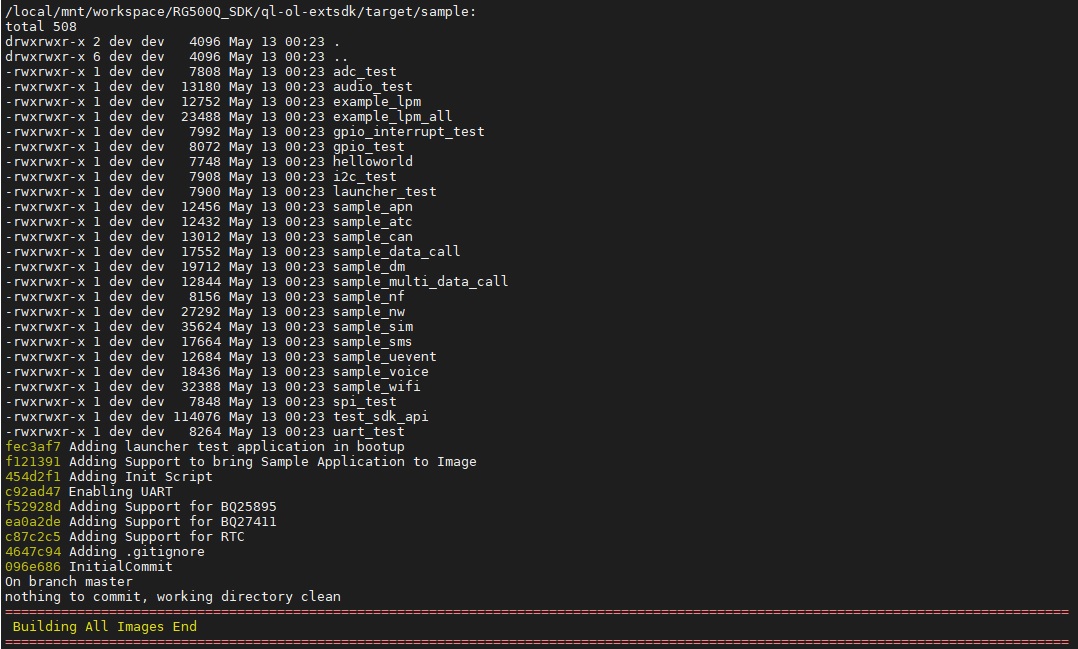 /local/mnt/workspace/RG500Q_SDK/ql-ol-extsdk/target/sample:
total 508
drwxrwxr-x 2 dev dev   4096 May 13 00:23 .
drwxrwxr-x 6 dev dev   4096 May 13 00:23 ..
-rwxrwxr-x 1 dev dev   7808 May 13 00:23 adc_test
-rwxrwxr-x 1 dev dev  13180 May 13 00:23 audio_test
-rwxrwxr-x 1 dev dev  12752 May 13 00:23 example_lpm
-rwxrwxr-x 1 dev dev  23488 May 13 00:23 example_lpm_all
-rwxrwxr-x 1 dev dev   7992 May 13 00:23 gpio_interrupt_test
-rwxrwxr-x 1 dev dev   8072 May 13 00:23 gpio_test
-rwxrwxr-x 1 dev dev   7748 May 13 00:23 helloworld
-rwxrwxr-x 1 dev dev   7908 May 13 00:23 i2c_test
-rwxrwxr-x 1 dev dev   7900 May 13 00:23 launcher_test
-rwxrwxr-x 1 dev dev  12456 May 13 00:23 sample_apn
-rwxrwxr-x 1 dev dev  12432 May 13 00:23 sample_atc
-rwxrwxr-x 1 dev dev  13012 May 13 00:23 sample_can
-rwxrwxr-x 1 dev dev  17552 May 13 00:23 sample_data_call
-rwxrwxr-x 1 dev dev  19712 May 13 00:23 sample_dm
-rwxrwxr-x 1 dev dev  12844 May 13 00:23 sample_multi_data_call
-rwxrwxr-x 1 dev dev   8156 May 13 00:23 sample_nf
-rwxrwxr-x 1 dev dev  27292 May 13 00:23 sample_nw
-rwxrwxr-x 1 dev dev  35624 May 13 00:23 sample_sim
-rwxrwxr-x 1 dev dev  17664 May 13 00:23 sample_sms
-rwxrwxr-x 1 dev dev  12684 May 13 00:23 sample_uevent
-rwxrwxr-x 1 dev dev  18436 May 13 00:23 sample_voice
-rwxrwxr-x 1 dev dev  32388 May 13 00:23 sample_wifi
-rwxrwxr-x 1 dev dev   7848 May 13 00:23 spi_test
-rwxrwxr-x 1 dev dev 114076 May 13 00:23 test_sdk_api
-rwxrwxr-x 1 dev dev   8264 May 13 00:23 uart_test
fec3af7 Adding launcher test application in bootup
f121391 Adding Support to bring Sample Application to Image
454d2f1 Adding Init Script
c92ad47 Enabling UART
f52928d Adding Support for BQ25895
ea0a2de Adding Support for BQ27411
c87c2c5 Adding Support for RTC
4647c94 Adding .gitignore
096e686 InitialCommit
On branch master
nothing to commit, working directory clean
=====================================================================================================================================
 Building All Images End
=====================================================================================================================================